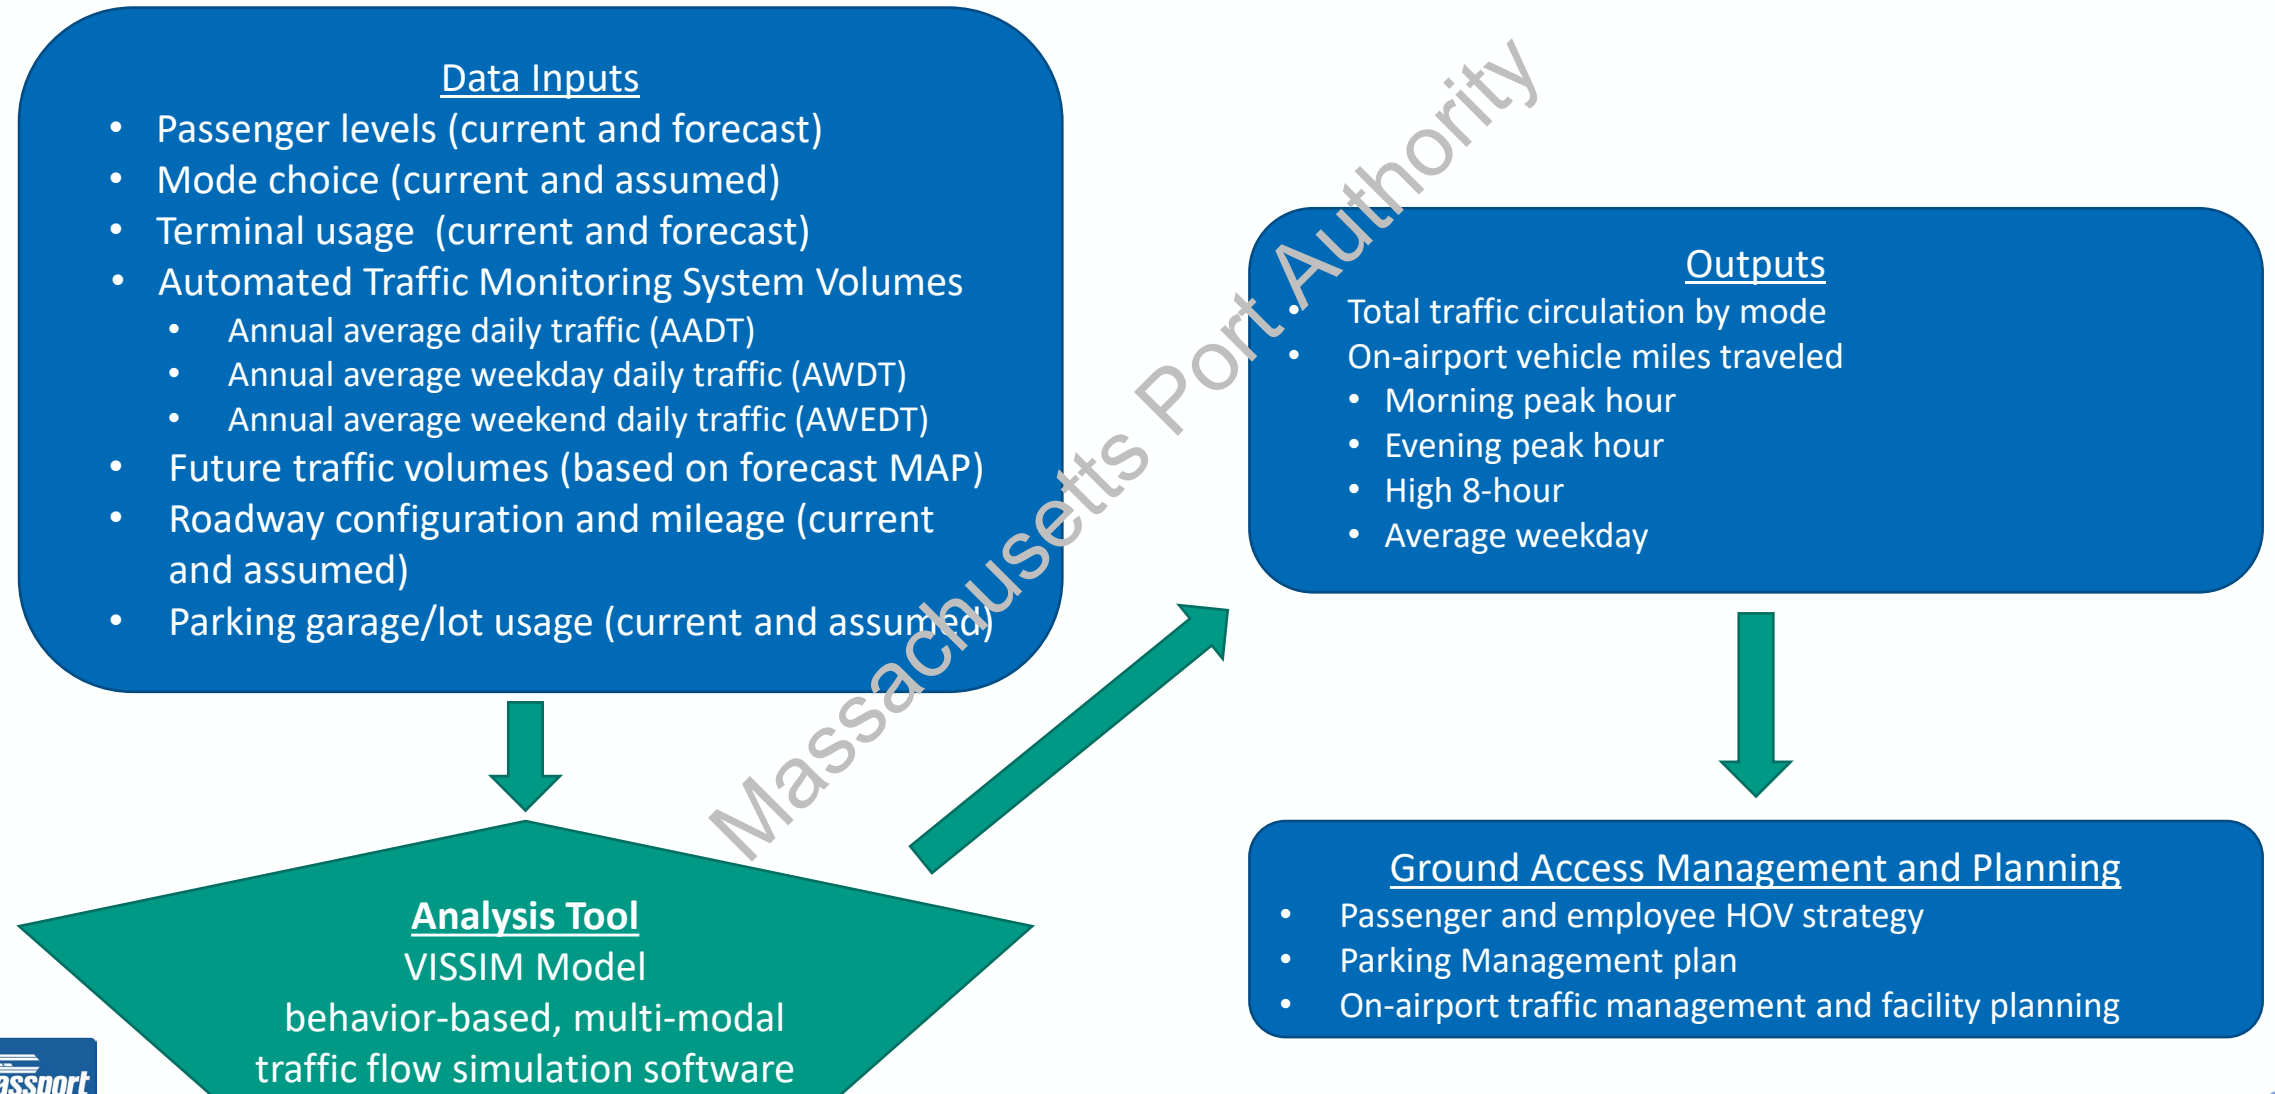 Data Inputs
• Passenger levels (current and forecast)
• Mode choice (current and assumed)
• Terminal usage (current and forecast)
• Automated Traffic Monitoring System Volumes
• Annual average daily traffic (AADT)
• Annual average weekday daily traffic (AWDT)
• Annual average weekend daily traffic (AWEDT)
• Future traffic volumes (based on forecast MAP)
• Roadway configuration and mileage (current
and assumed)
• Parking garage/lot usage (current and assumed)
Analysis Tool
VISSIM Model
behavior-based, multi-modal
traffic flow simulation software
Outputs
• Total traffic circulation by mode
• On-airport vehicle miles traveled
• Morning peak hour
• Evening peak hour
• High 8-hour
• Average weekday
Ground Access Management and Planning
• Passenger and employee HOV strategy
• Parking Management plan
• On-airport traffic management and facility planning
Massachusetts Port Authority